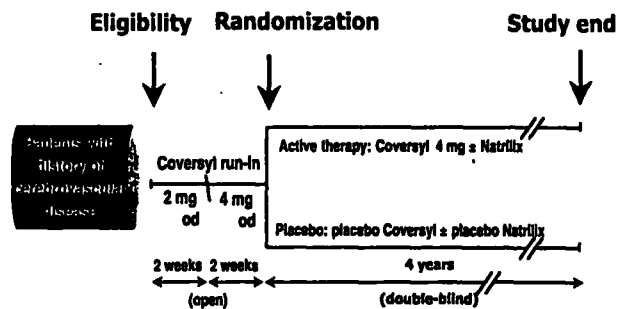 Eligibility Randomization Study end
Patients with
history of
cerebrovascular
disease
Coversyl run-in
2 mg
od
4 mg
od
Active therapy: Coversyl 4 mg ± Natrilix
Placebo: placebo Coversyl ± placebo Natrilix
2 weeks 2 weeks 4 years
(open) (double-blind)